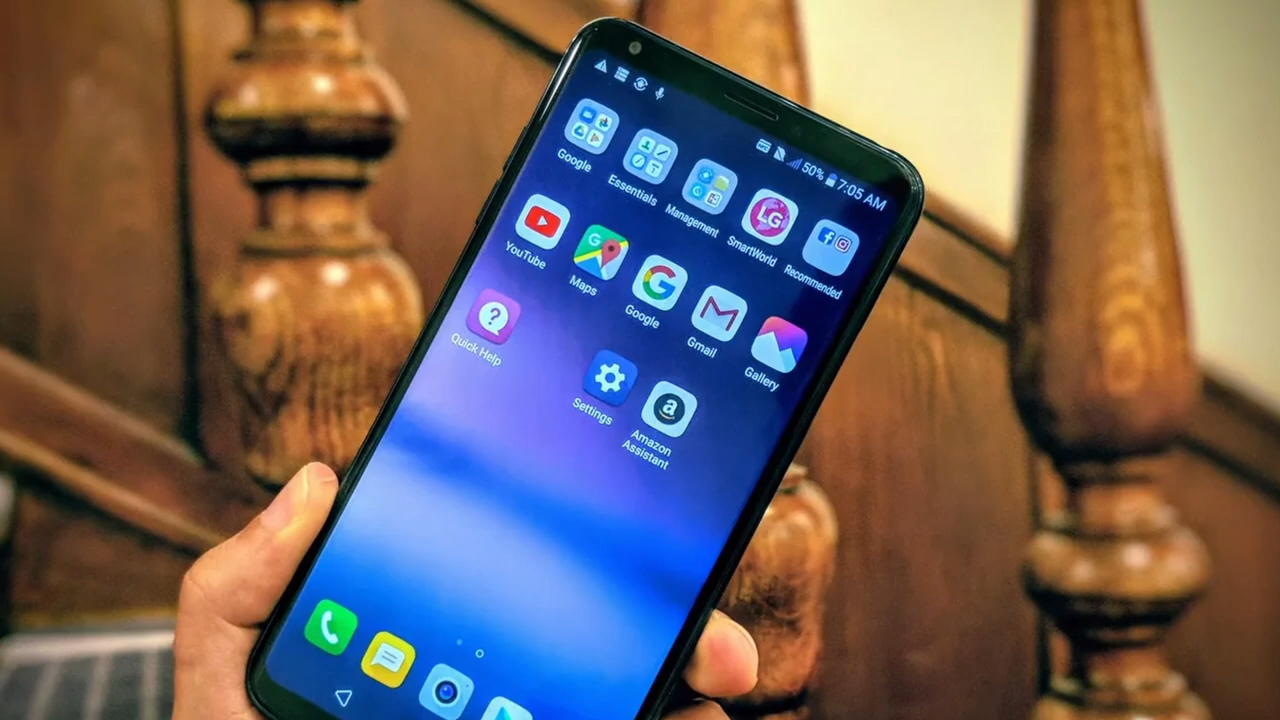 50% 7:05 AM
Google
Essentials
Management
LG
SmartWorld
Recommended
YouTube
G
Maps
G
Google
M
Gmail
Gallery
?
Quick Help
Settings
a
Amazon
Assistant